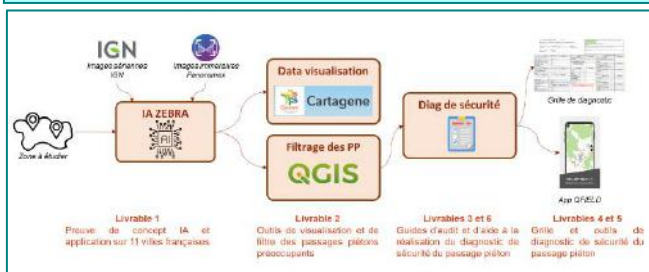 IGN
Images aériennes
IGN
Images immersives
Panoramax
Zone à étudier
IA ZEBRA
AI
Data visualisation
Cartagene
Filtrage des PP
QGIS
Diag de sécurité
Grille de diagnostic
App QFIELD
Livrable 1
Preuve de concept IA et
application sur 11 villes françaises
Livrable 2
Outils de visualisation et de
filtre des passages piétons
préoccupants
Livrables 3 et 6
Guides d'audit et d'aide à la
réalisation du diagnostic de
sécurité du passage piéton
Livrables 4 et 5
Grille et outils de
diagnostic de sécurité du
passage piéton